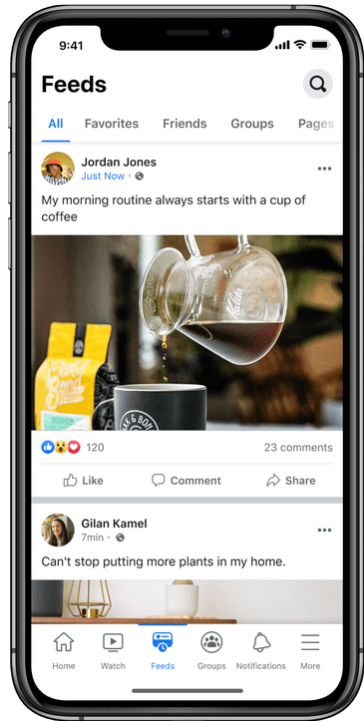 9:41
Feeds
All Favorites Friends Groups Pages
Jordan Jones
Just Now ·
My morning routine always starts with a cup of
coffee
120 23 comments
Like Comment Share
Gilan Kamel
7min ·
Can't stop putting more plants in my home.
Home Watch Feeds Groups Notifications More